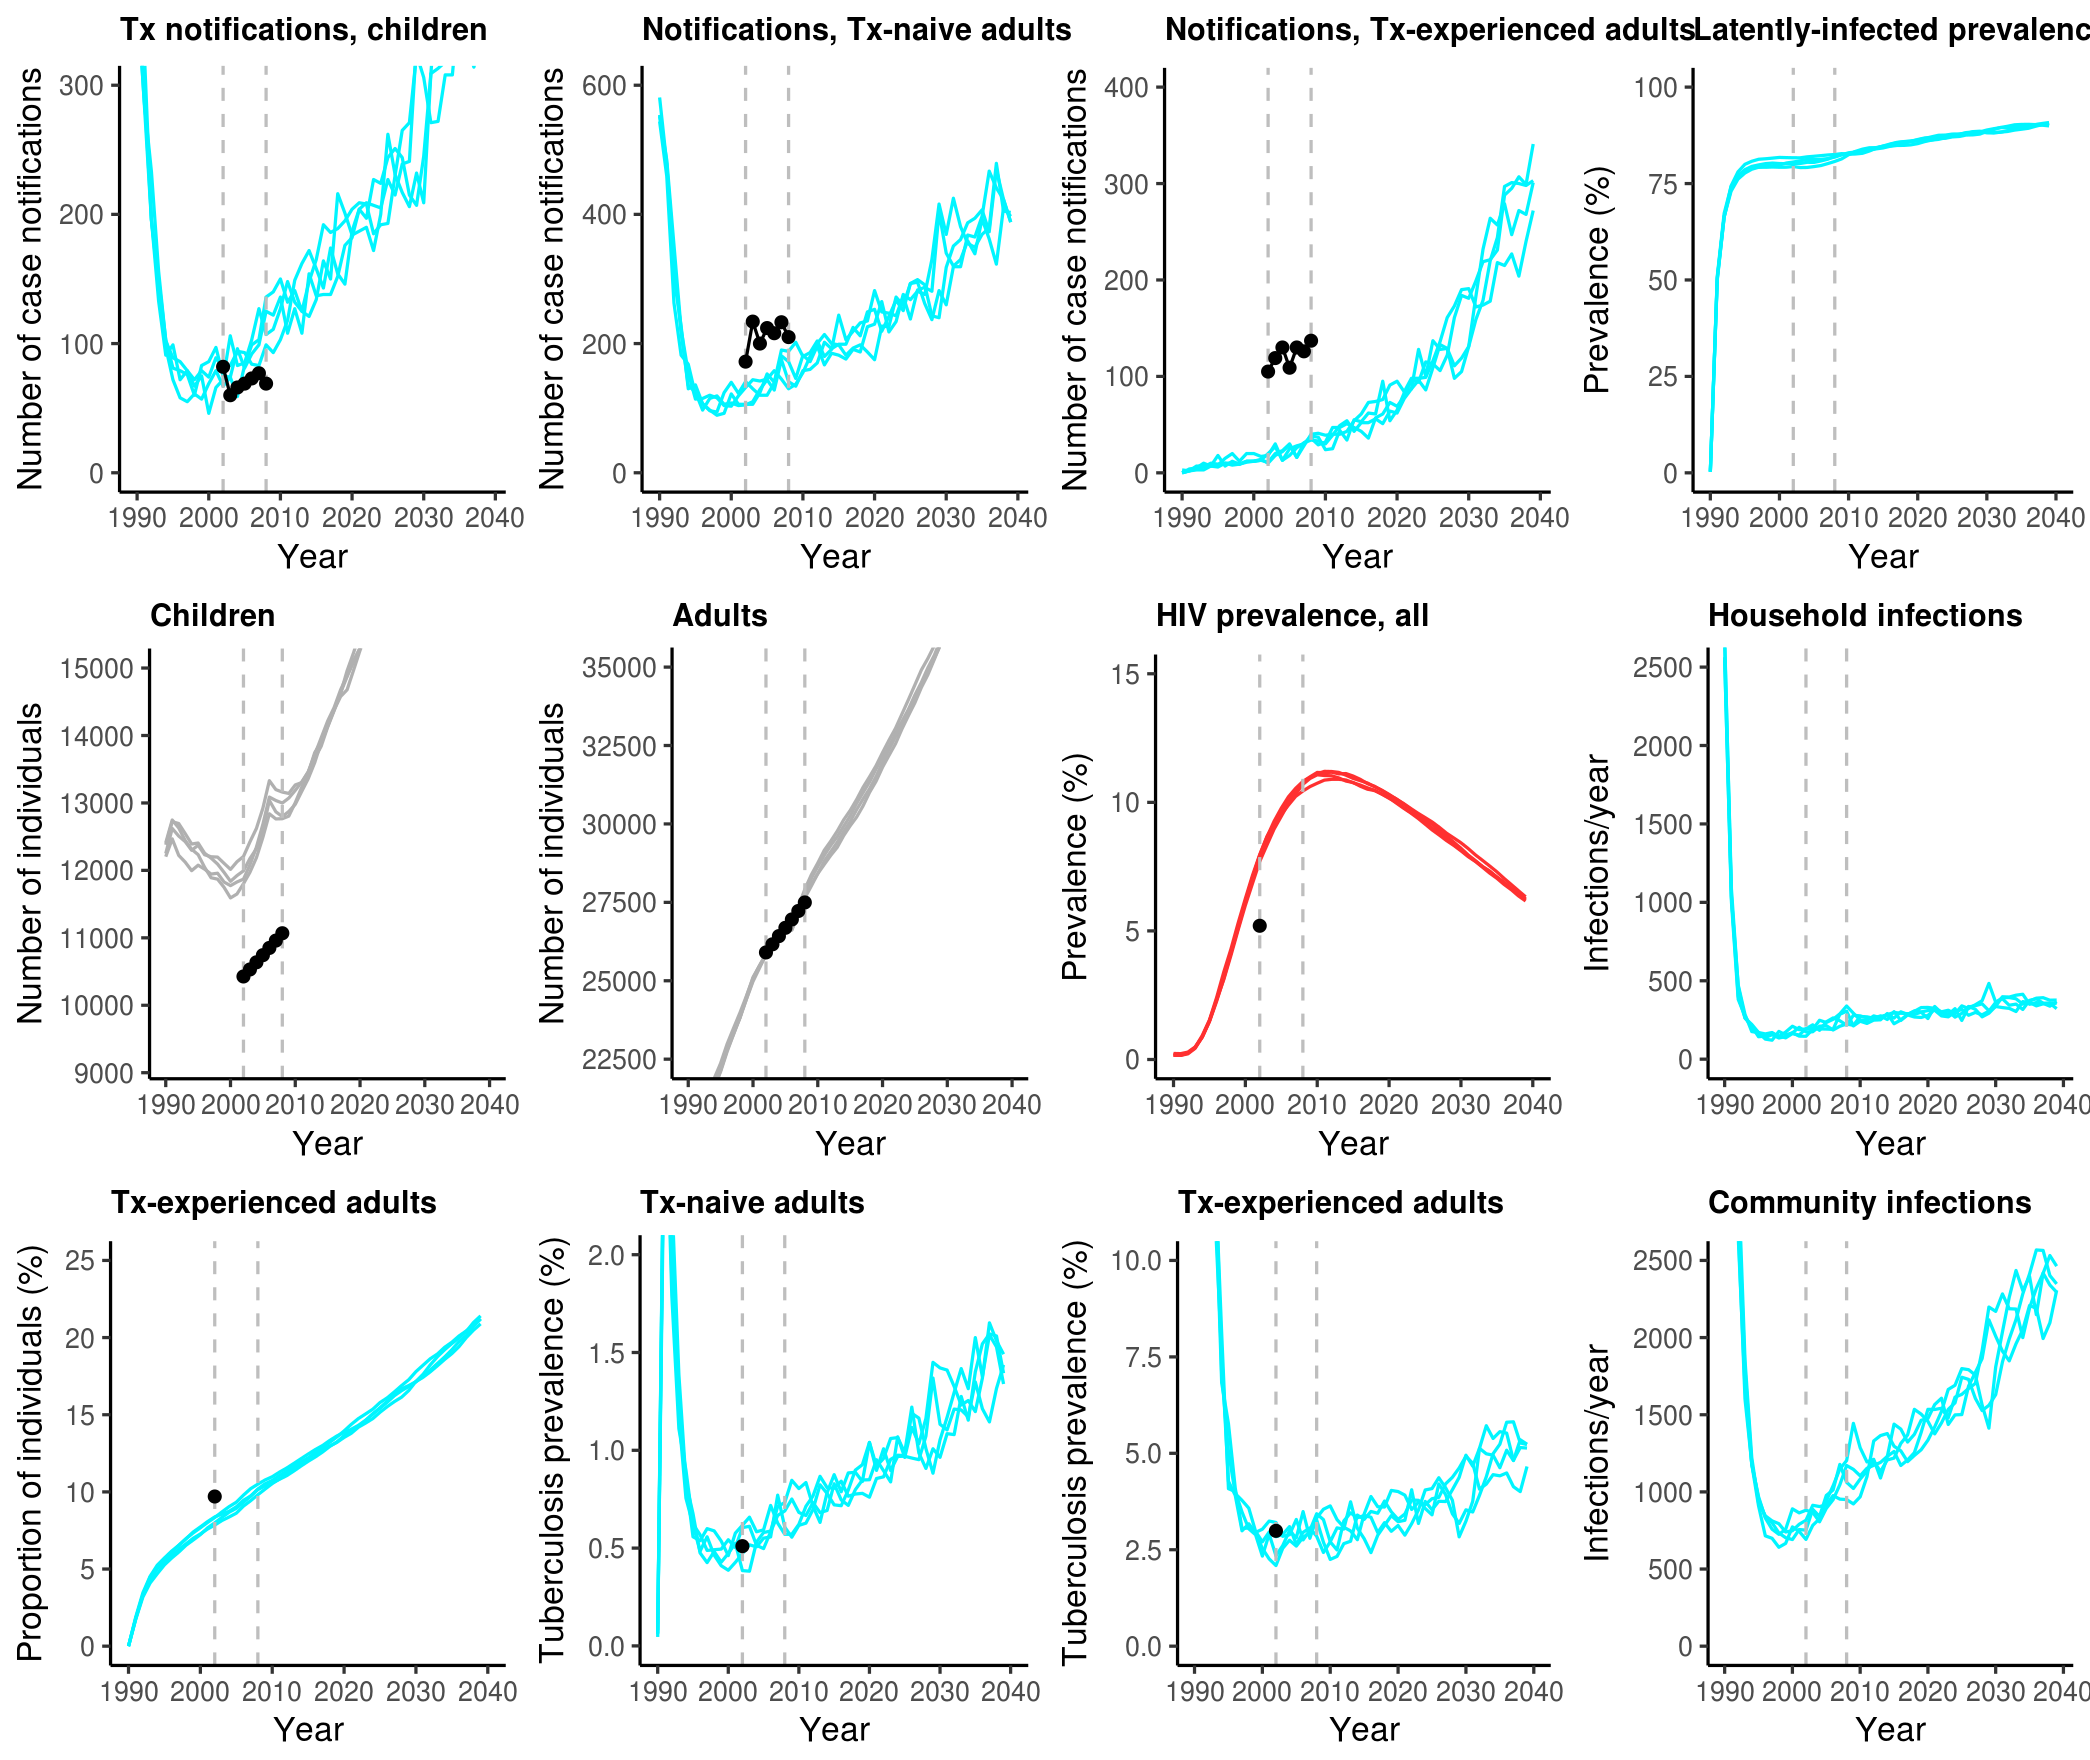 Tx notifications, children
Number of case notifications
300
200
100
0
1990 2000 2010 2020 2030 2040
Year
Notifications, Tx-naive adults
Number of case notifications
600
400
200
0
1990 2000 2010 2020 2030 2040
Year
Notifications, Tx-experienced adults
Number of case notifications
400
300
200
100
0
1990 2000 2010 2020 2030 2040
Year
Latently-infected prevalenc
Prevalence (%)
100
75
50
25
0
1990 2000 2010 2020 2030 2040
Year
Children
Number of individuals
15000
14000
13000
12000
11000
10000
9000
1990 2000 2010 2020 2030 2040
Year
Adults
Number of individuals
35000
32500
30000
27500
25000
22500
1990 2000 2010 2020 2030 2040
Year
HIV prevalence, all
Prevalence (%)
15
10
5
0
1990 2000 2010 2020 2030 2040
Year
Household infections
Infections/year
2500
2000
1500
1000
500
0
1990 2000 2010 2020 2030 2040
Year
Tx-experienced adults
Proportion of individuals (%)
25
20
15
10
5
0
1990 2000 2010 2020 2030 2040
Year
Tx-naive adults
Tuberculosis prevalence (%)
2.0
1.5
1.0
0.5
0.0
1990 2000 2010 2020 2030 2040
Year
Tx-experienced adults
Tuberculosis prevalence (%)
10.0
7.5
5.0
2.5
0.0
1990 2000 2010 2020 2030 2040
Year
Community infections
Infections/year
2500
2000
1500
1000
500
0
1990 2000 2010 2020 2030 2040
Year